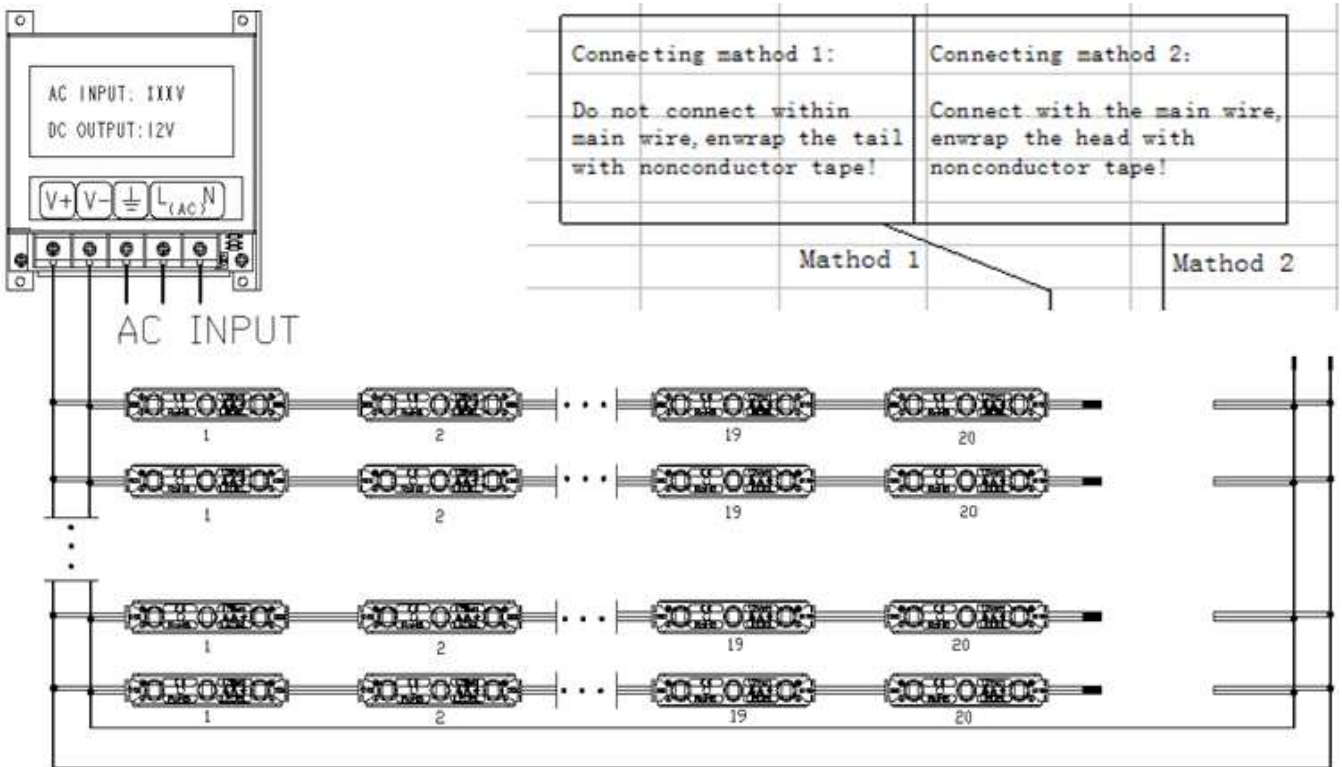 AC INPUT: 1XXV
DC OUTPUT:12V
V+ V- L(AC)N
AC INPUT
Connecting mathod 1:
Do not connect within
main wire,enwrap the tail
with nonconductor tape!
Connecting mathod 2:
Connect with the main wire,
enwrap the head with
nonconductor tape!
Mathod 1
Mathod 2
1 2 19 20
1 2 19 20
1 2 19 20
1 2 19 20